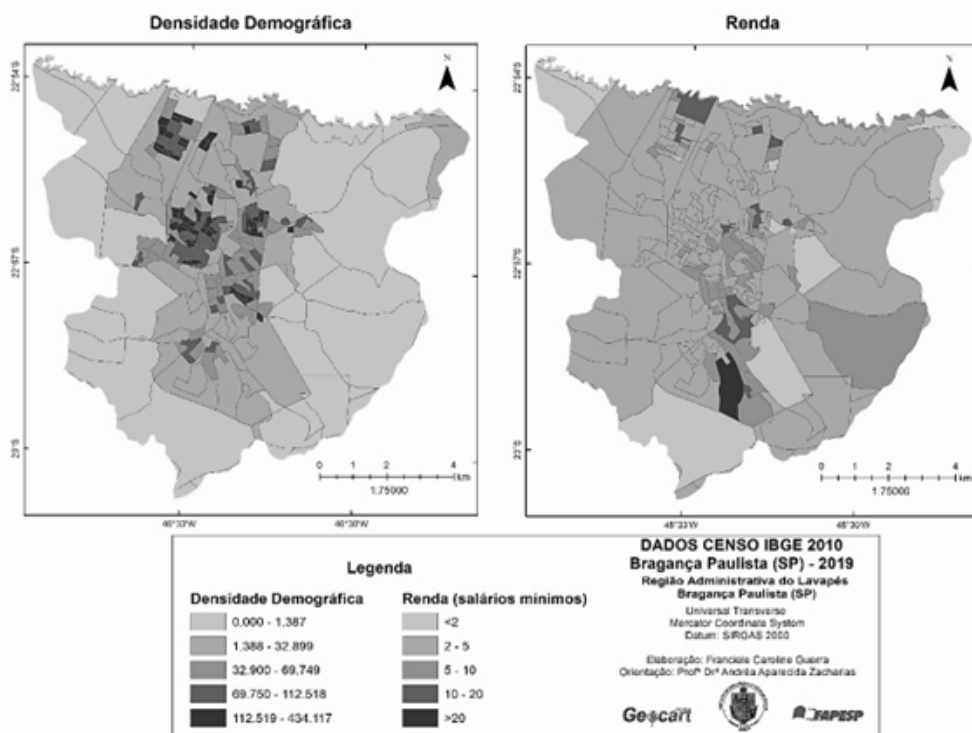 Densidade Demográfica
Renda
N
N
22°54'S
22°57'S
23°S
22°54'S
22°57'S
0 1 2 4
km
1:75000
0 1 2 4
km
1:75000
46°33'W
46°30'W
46°33'W
46°30'W
Legenda
Densidade Demográfica
0.000 - 1.387
1.388 - 32.899
32.900 - 69.749
69.750 - 112.518
112.519 - 434.117
Renda (salários mínimos)
<2
2 - 5
5 - 10
10 - 20
>20
DADOS CENSO IBGE 2010
Bragança Paulista (SP) - 2019
Região Administrativa do Lavapés
Bragança Paulista (SP)
Universal Transverse
Mercator Coordinate System
Datum: SIRGAS 2000
Elaboração: Franciele Caroline Guerra
Orientação: Profª Drª Andréia Aparecida Zacharias
Geocart
FAPESP